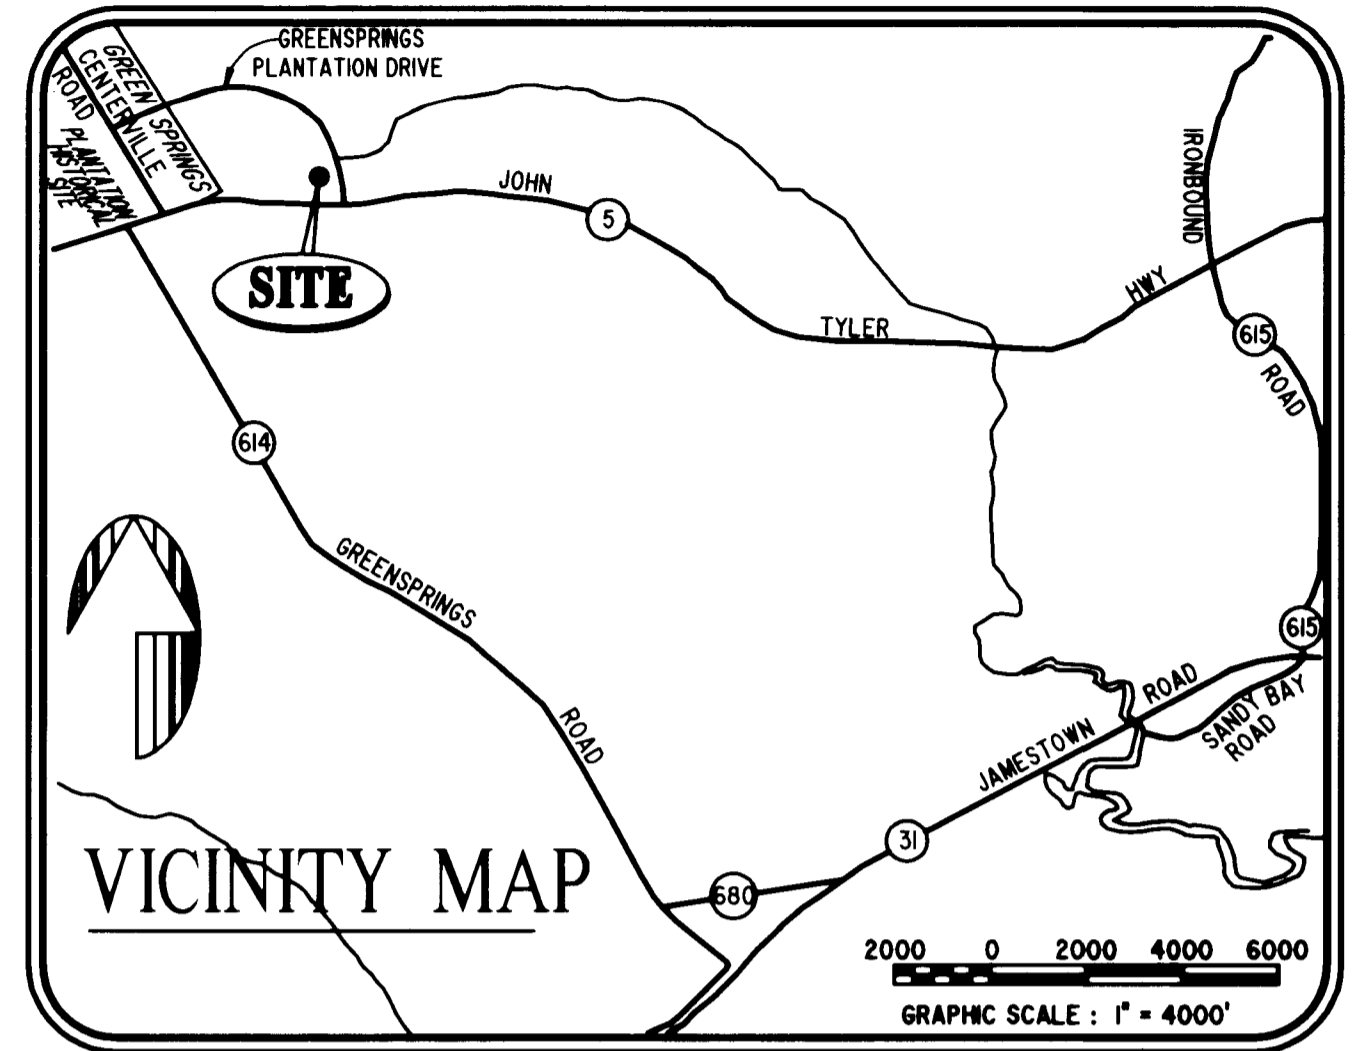 GREENSPRINGS
PLANTATION DRIVE
GREEN SPRINGS
CENTERVILLE
ROAD
PLANTATION
HISTORICAL
SITE
SITE
JOHN
5
TYLER
HWY
IRONBOUND
615
ROAD
614
GREENSPRINGS
ROAD
615
JAMESTOWN
ROAD
SANDY BAY
ROAD
31
680
VICINITY MAP
2000 0 2000 4000 6000
GRAPHIC SCALE : 1" = 4000'